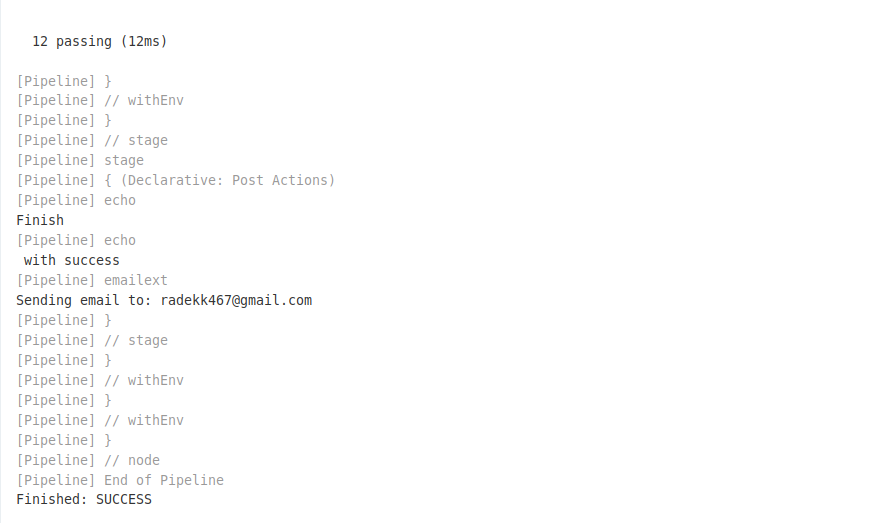 12 passing (12ms)
[Pipeline] }
[Pipeline] // withEnv
[Pipeline] }
[Pipeline] // stage
[Pipeline] stage
[Pipeline] { (Declarative: Post Actions)
[Pipeline] echo
Finish
[Pipeline] echo
with success
[Pipeline] emailext
Sending email to: radekk467@gmail.com
[Pipeline] }
[Pipeline] // stage
[Pipeline] }
[Pipeline] // withEnv
[Pipeline] }
[Pipeline] // withEnv
[Pipeline] }
[Pipeline] // node
[Pipeline] End of Pipeline
Finished: SUCCESS